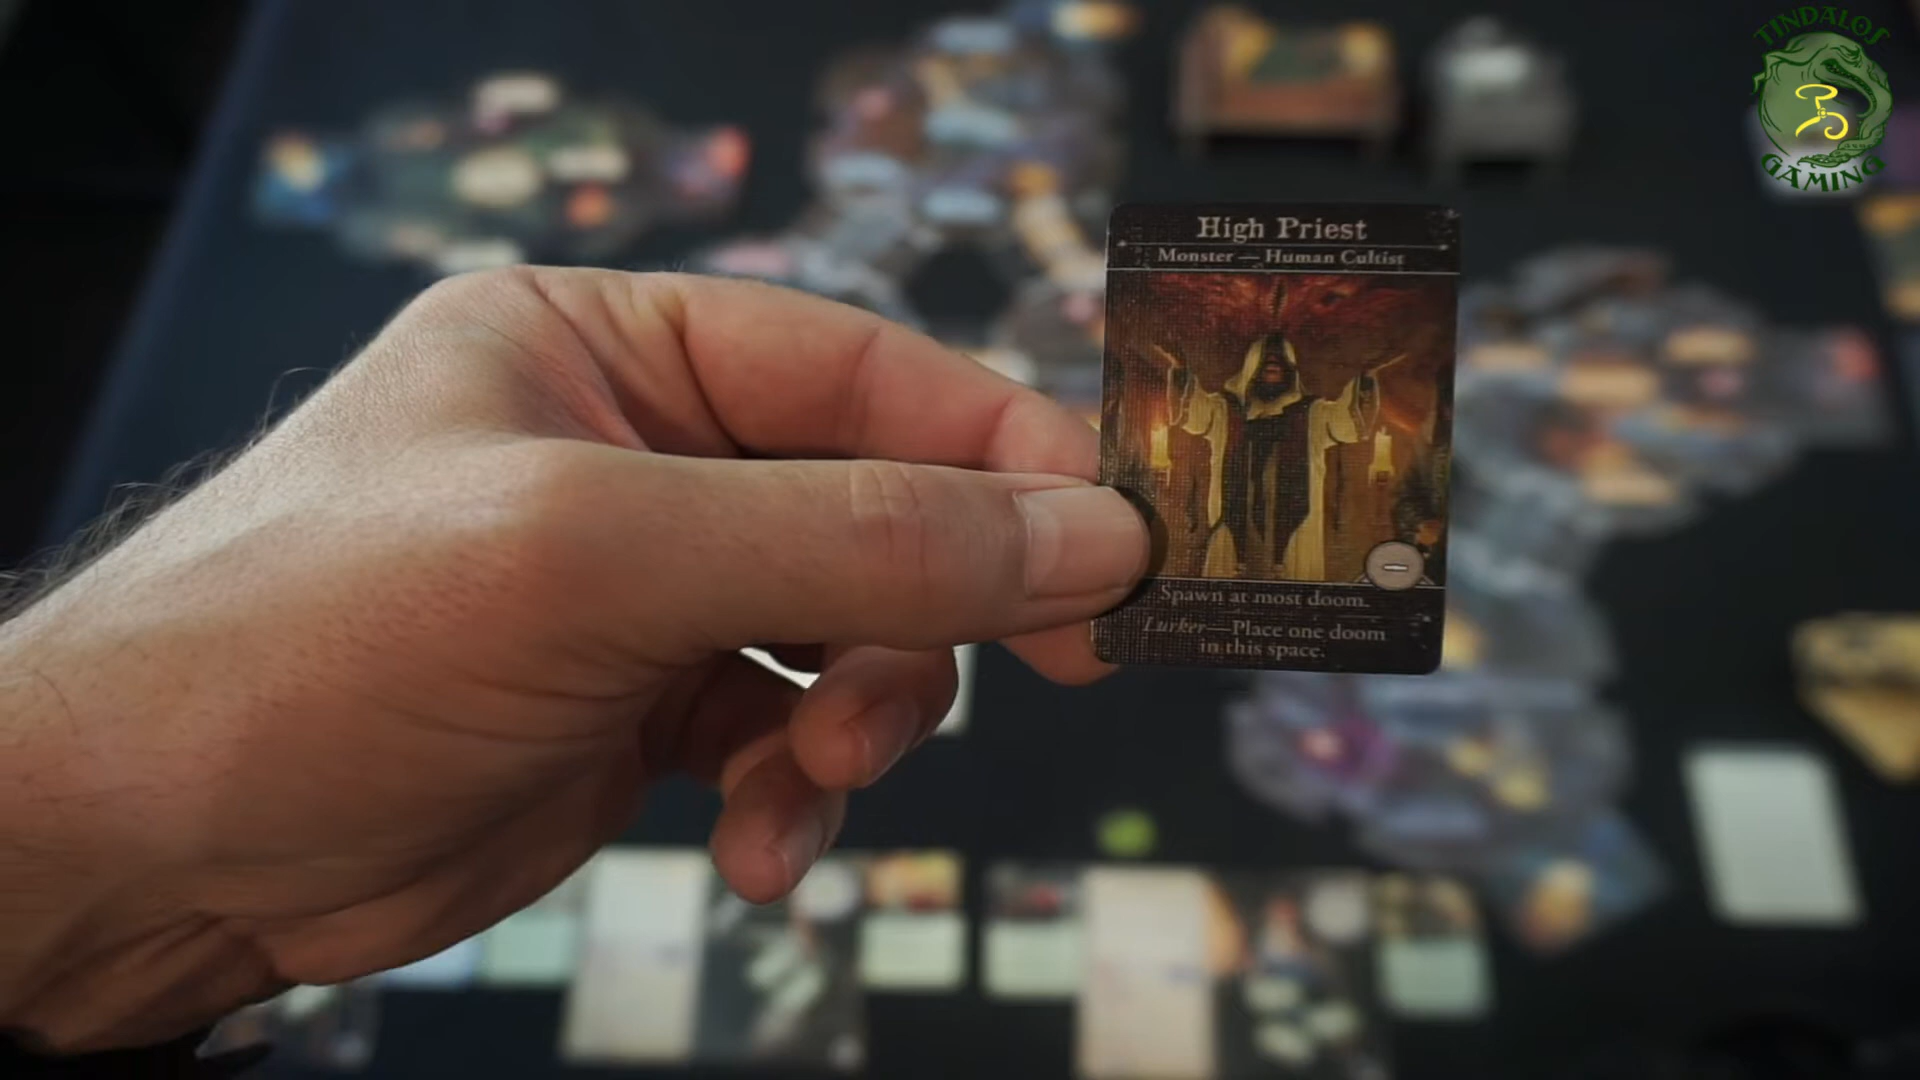 TINDALOS
GAMING
High Priest
Monster — Human Cultist
Spawn at most doom.
Lurker—Place one doom
in this space.